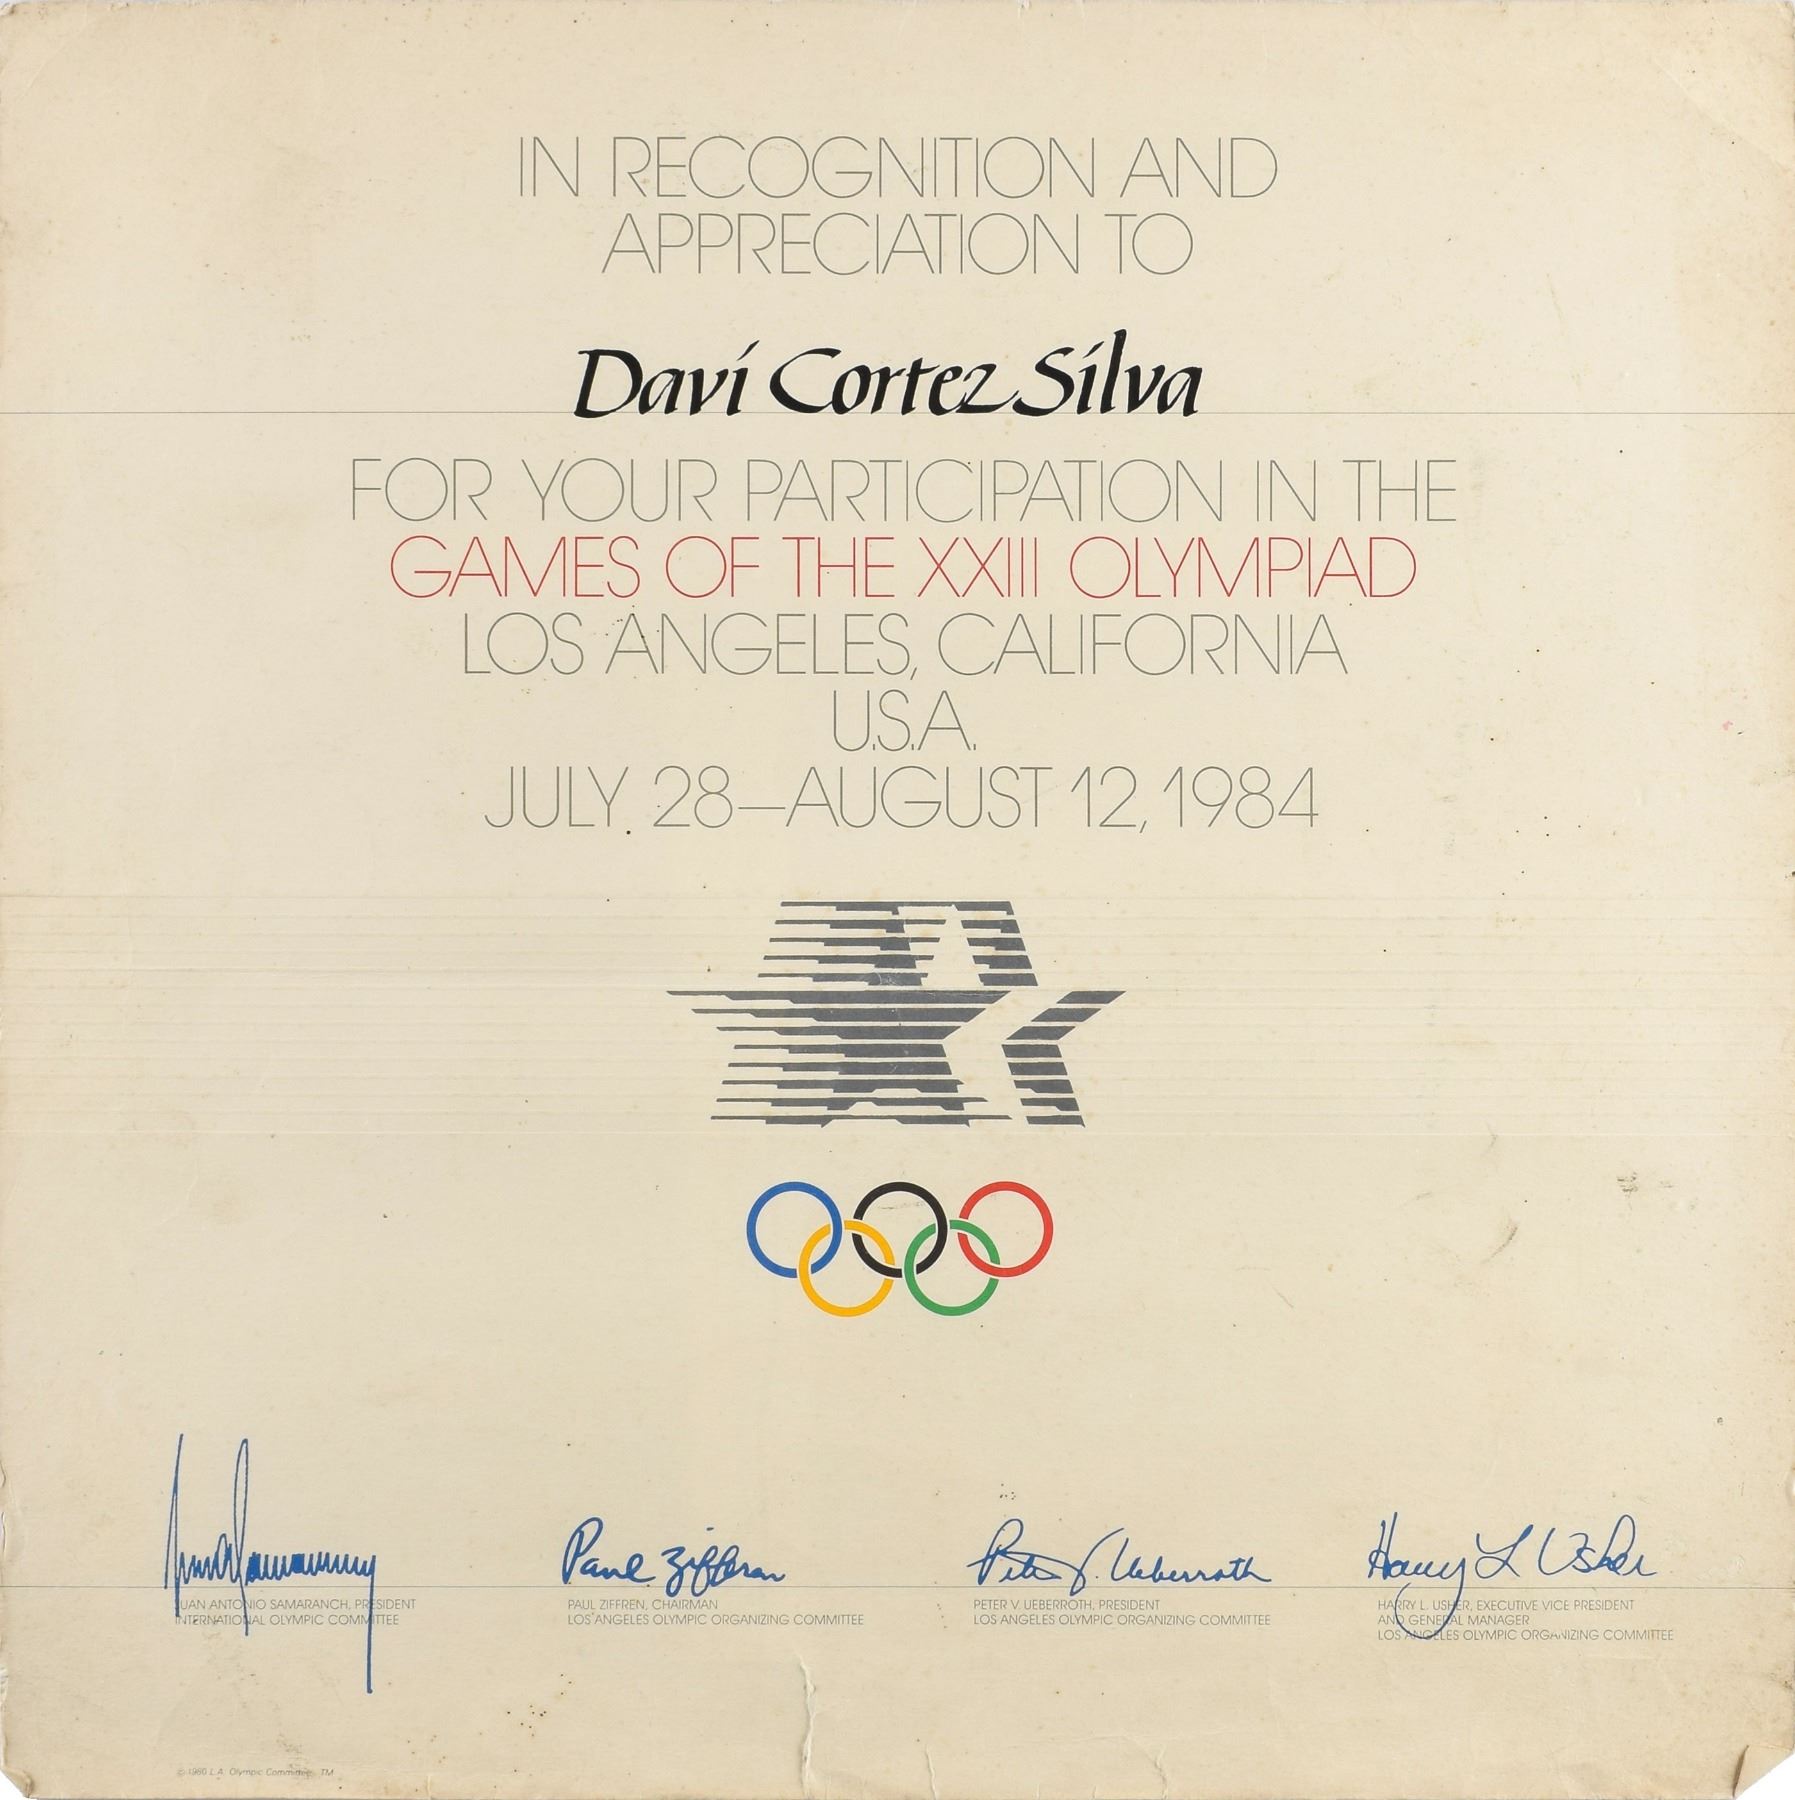 IN RECOGNITION AND
APPRECIATION TO
Davi Cortez Silva
FOR YOUR PARTICIPATION IN THE
GAMES OF THE XXIII OLYMPIAD
LOS ANGELES, CALIFORNIA
U.S.A.
JULY 28–AUGUST 12, 1984
Paul Ziffren
Peter V. Ueberroth
Harry L Usher
JUAN ANTONIO SAMARANCH, PRESIDENT
INTERNATIONAL OLYMPIC COMMITTEE
PAUL ZIFFREN, CHAIRMAN
LOS ANGELES OLYMPIC ORGANIZING COMMITTEE
PETER V. UEBERROTH, PRESIDENT
LOS ANGELES OLYMPIC ORGANIZING COMMITTEE
HARRY L. USHER, EXECUTIVE VICE PRESIDENT
AND GENERAL MANAGER
LOS ANGELES OLYMPIC ORGANIZING COMMITTEE
© 1980 L.A. Olympic Committee TM